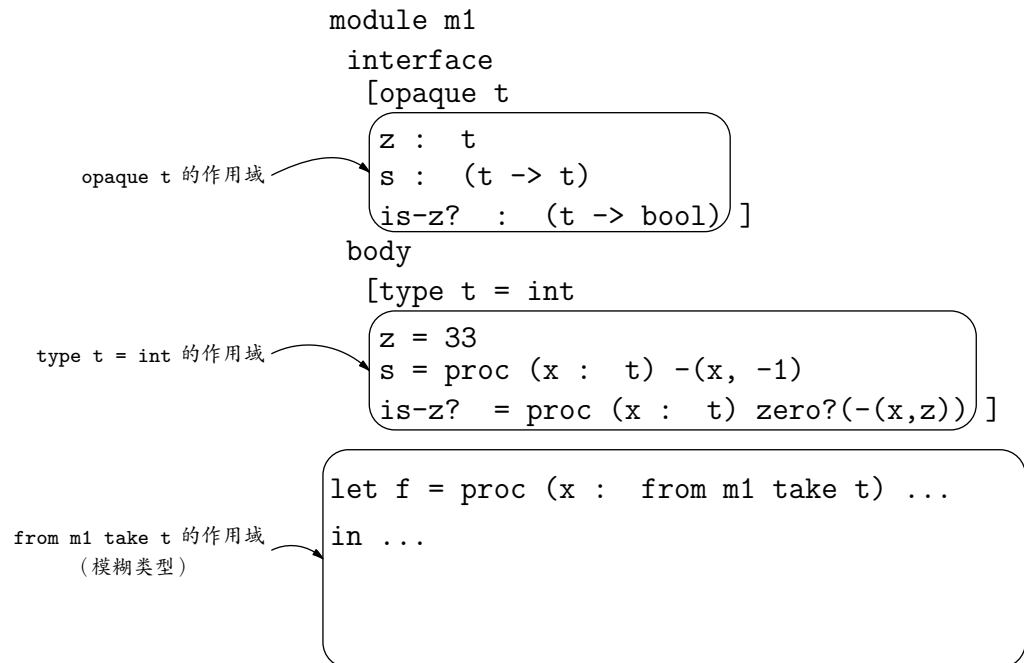 module m1
interface
[opaque t
z : t
s : (t -> t)
is-z? : (t -> bool) ]
opaque t 的作用域
body
[type t = int
z = 33
s = proc (x : t) -(x, -1)
is-z? = proc (x : t) zero?(-(x,z)) ]
type t = int 的作用域
let f = proc (x : from m1 take t) ...
in ...
from m1 take t 的作用域
(模糊类型)